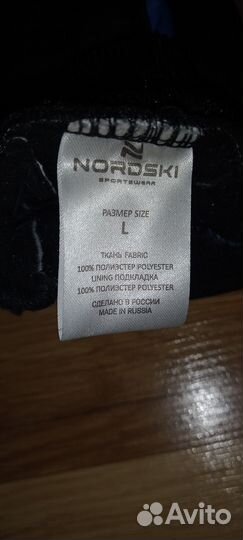 NORDSKI
SPORTSWEAR
РАЗМЕР SIZE
L
ТКАНЬ FABRIC
100% ПОЛИЭСТЕР POLYESTER
LINING ПОДКЛАДКА
100% ПОЛИЭСТЕР POLYESTER
СДЕЛАНО В РОССИИ
MADE IN RUSSIA
Avito